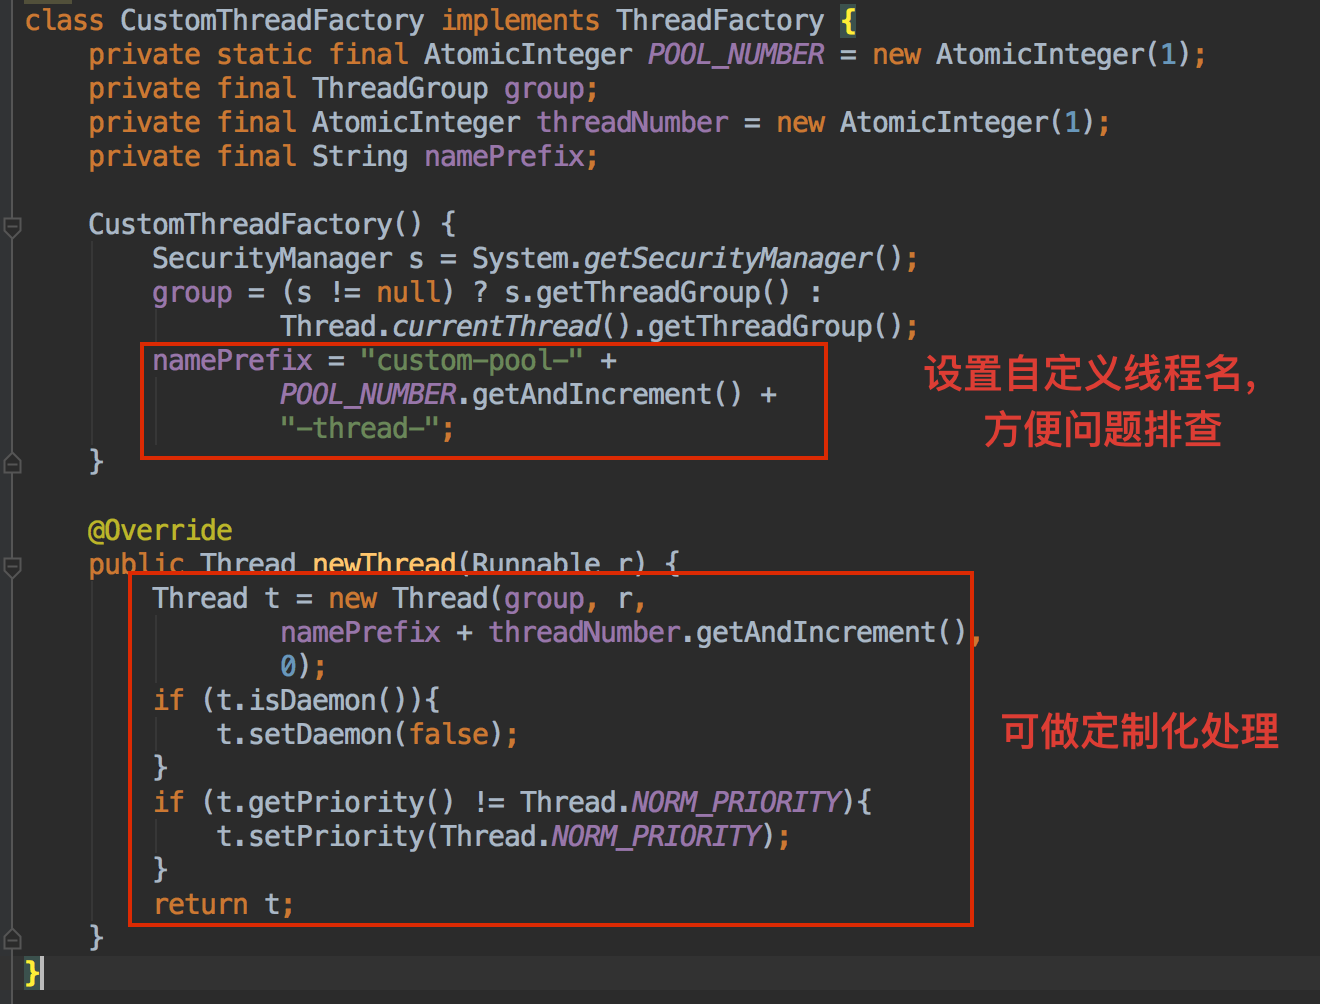 class CustomThreadFactory implements ThreadFactory {
    private static final AtomicInteger POOL_NUMBER = new AtomicInteger(1);
    private final ThreadGroup group;
    private final AtomicInteger threadNumber = new AtomicInteger(1);
    private final String namePrefix;
    CustomThreadFactory() {
        SecurityManager s = System.getSecurityManager();
        group = (s != null) ? s.getThreadGroup() :
                Thread.currentThread().getThreadGroup();
        namePrefix = "custom-pool-" +
                POOL_NUMBER.getAndIncrement() +
                "-thread-";
    }
设置自定义线程名，
方便问题排查
    @Override
    public Thread newThread(Runnable r) {
        Thread t = new Thread(group, r,
                namePrefix + threadNumber.getAndIncrement(),
                0);
        if (t.isDaemon()){
            t.setDaemon(false);
        }
        if (t.getPriority() != Thread.NORM_PRIORITY){
            t.setPriority(Thread.NORM_PRIORITY);
        }
        return t;
    }
可做定制化处理
}